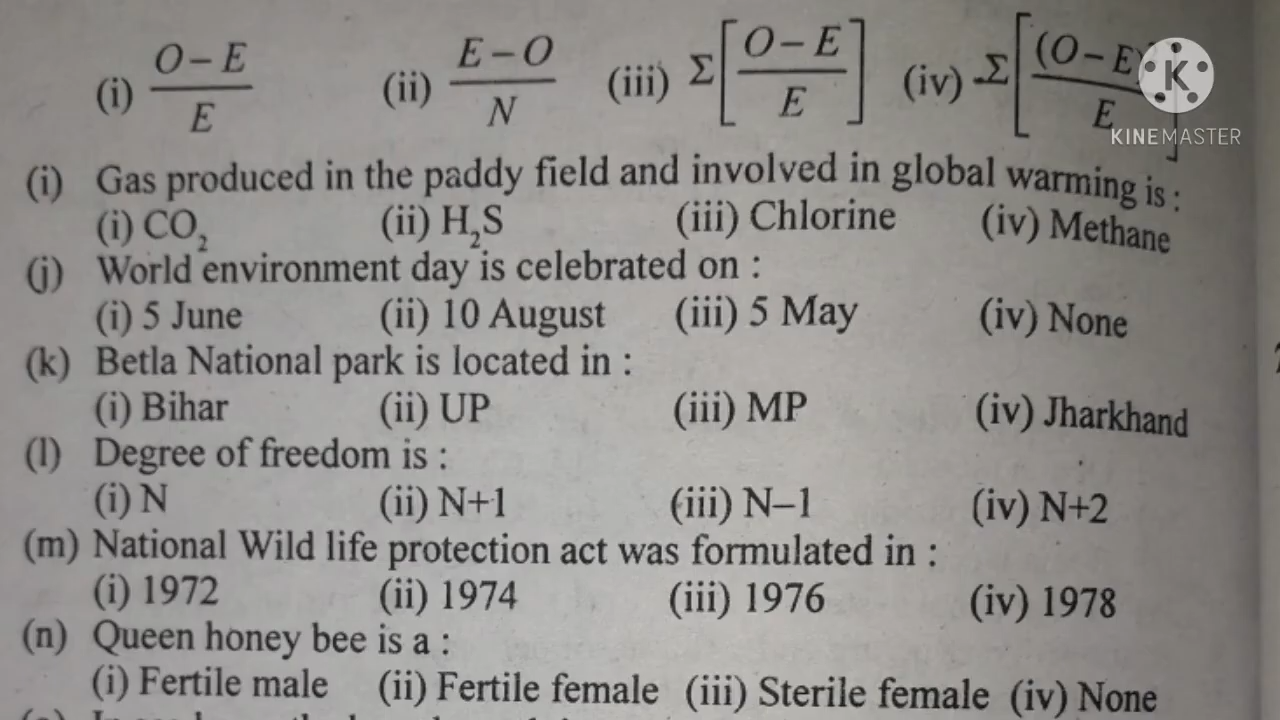 (i) O – E / E (ii) E – O / N (iii) Σ[O – E / E] (iv) Σ[(O – E) / E]
K
KINEMASTER
(i) Gas produced in the paddy field and involved in global warming is :
(i) CO₂ (ii) H₂S (iii) Chlorine (iv) Methane
(j) World environment day is celebrated on :
(i) 5 June (ii) 10 August (iii) 5 May (iv) None
(k) Betla National park is located in :
(i) Bihar (ii) UP (iii) MP (iv) Jharkhand
(l) Degree of freedom is :
(i) N (ii) N+1 (iii) N–1 (iv) N+2
(m) National Wild life protection act was formulated in :
(i) 1972 (ii) 1974 (iii) 1976 (iv) 1978
(n) Queen honey bee is a :
(i) Fertile male (ii) Fertile female (iii) Sterile female (iv) None